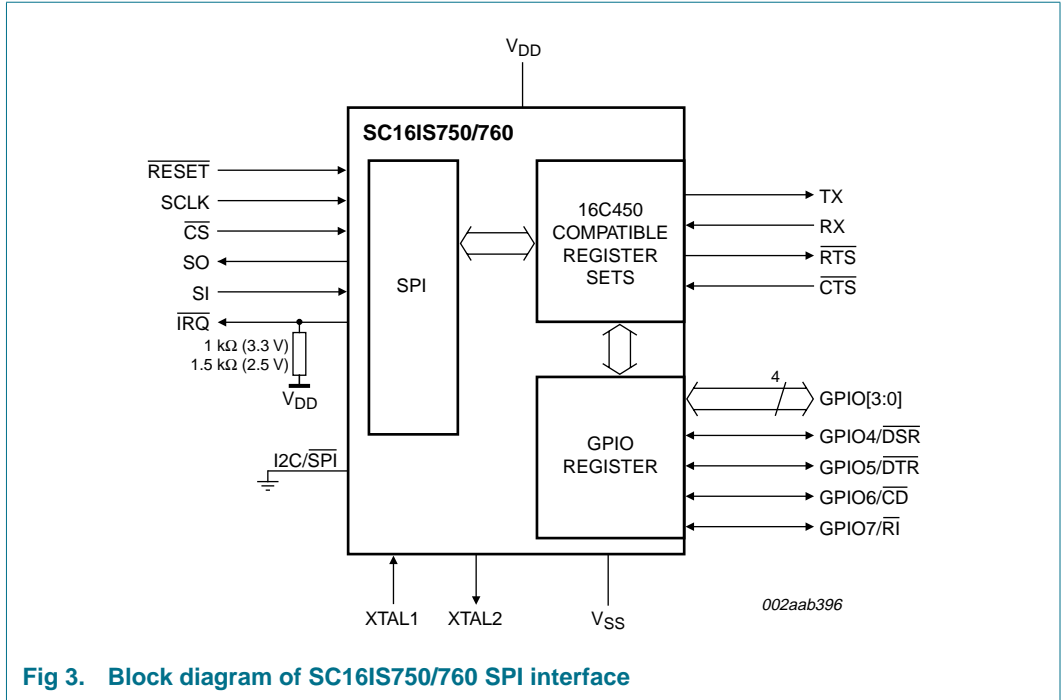 VDD
SC16IS750/760
RESET
SCLK
CS
SO
SI
IRQ
1 kΩ (3.3 V)
1.5 kΩ (2.5 V)
VDD
I2C/SPI
SPI
16C450
COMPATIBLE
REGISTER
SETS
TX
RX
RTS
CTS
GPIO
REGISTER
4
GPIO[3:0]
GPIO4/DSR
GPIO5/DTR
GPIO6/CD
GPIO7/RI
XTAL1
XTAL2
VSS
002aab396
Fig 3. Block diagram of SC16IS750/760 SPI interface